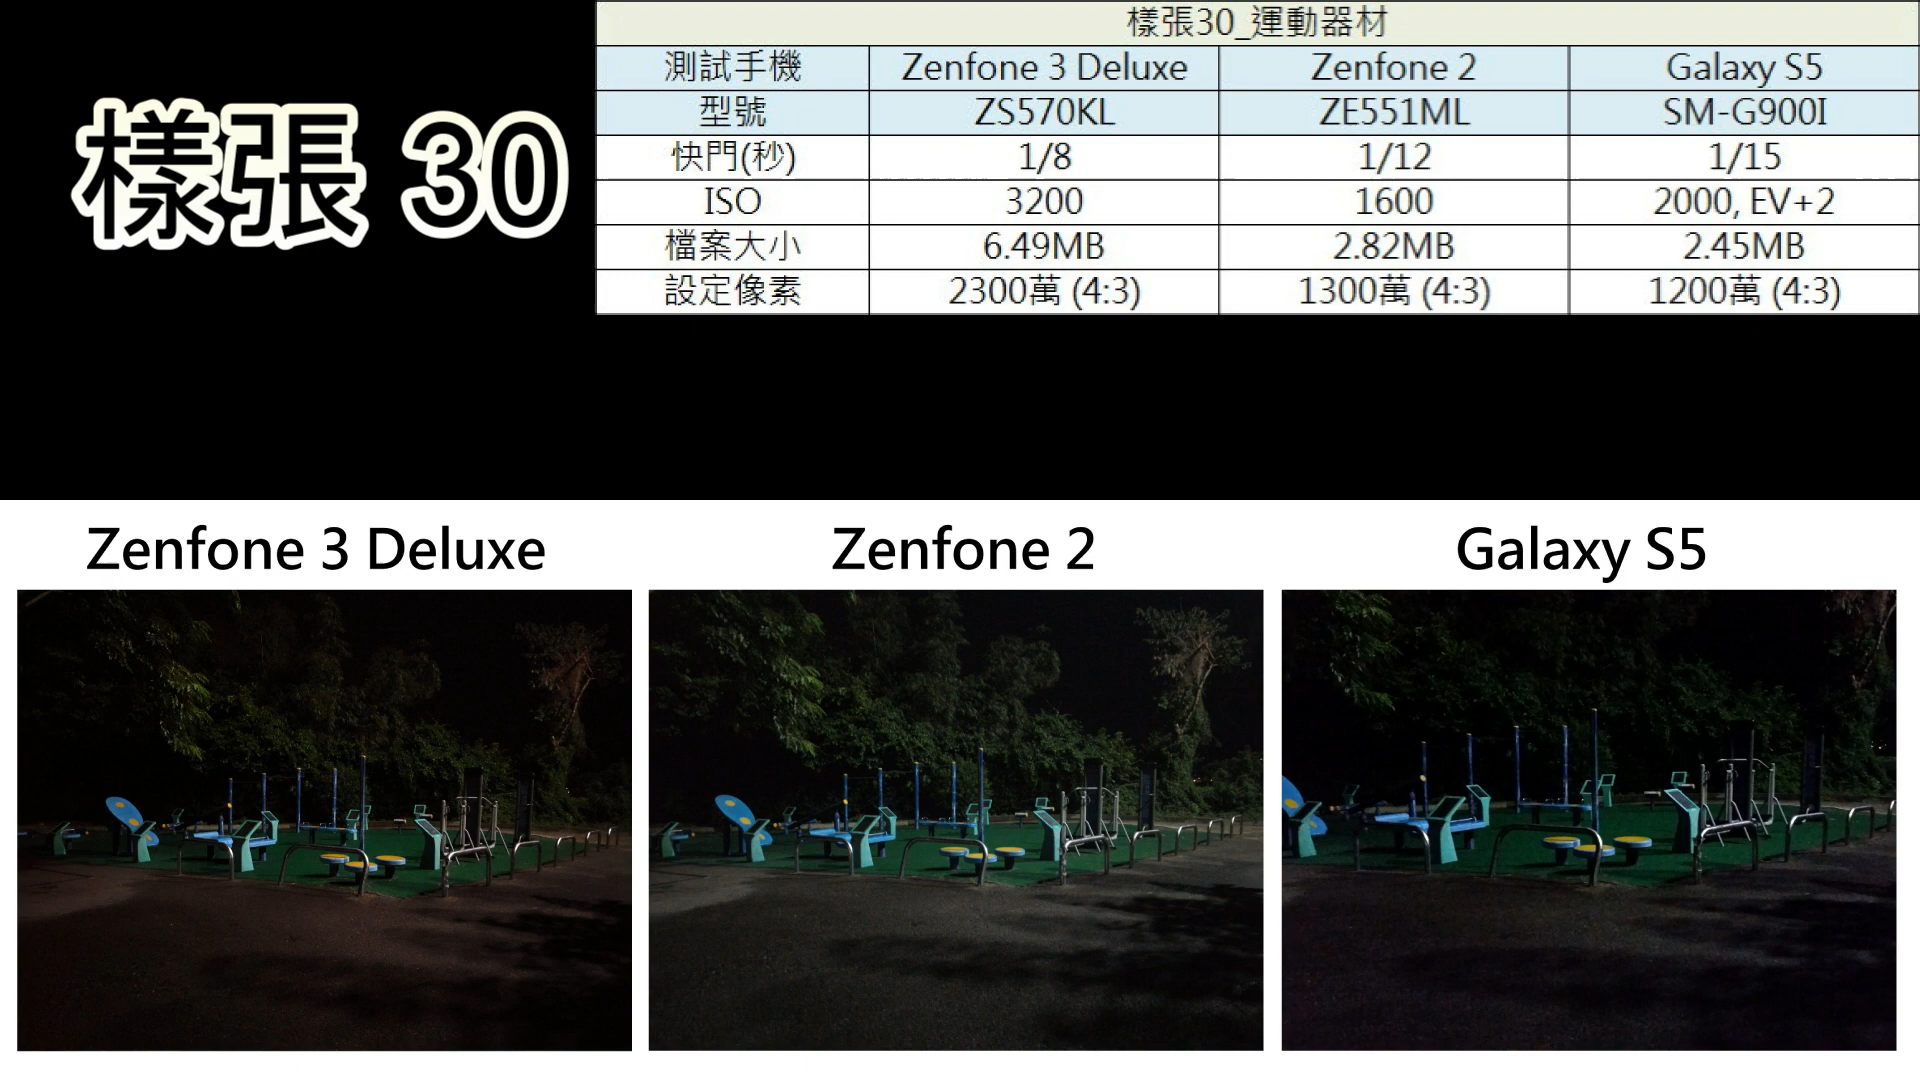 樣張 30
樣張30_運動器材
測試手機 Zenfone 3 Deluxe Zenfone 2 Galaxy S5
型號 ZS570KL ZE551ML SM-G900I
快門(秒) 1/8 1/12 1/15
ISO 3200 1600 2000, EV+2
檔案大小 6.49MB 2.82MB 2.45MB
設定像素 2300萬 (4:3) 1300萬 (4:3) 1200萬 (4:3)
Zenfone 3 Deluxe Zenfone 2 Galaxy S5